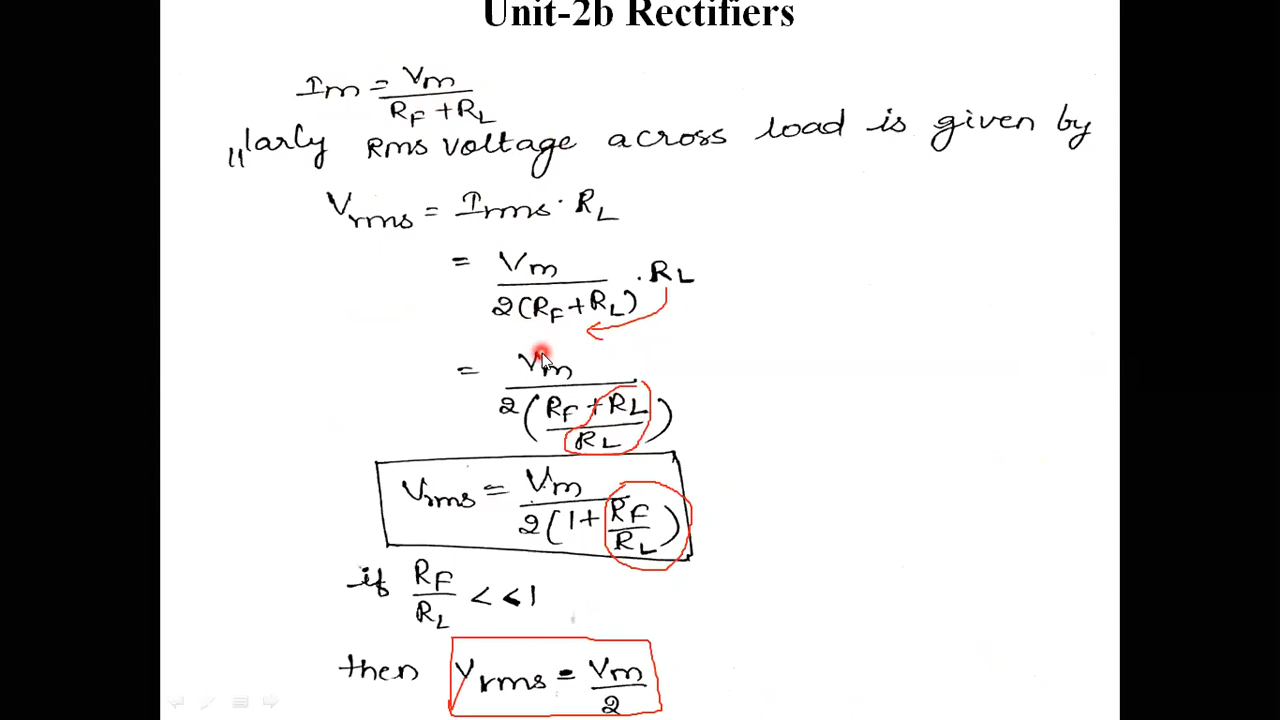 Unit-2b Rectifiers
Im = Vm / (RF + RL)
"larly Rms voltage across load is given by
Vrms = Irms · RL
= Vm / 2(RF + RL) · RL
= Vm / 2((RF + RL) / RL)
Vrms = Vm / 2(1 + RF / RL)
if RF / RL < < 1
then Vrms = Vm / 2